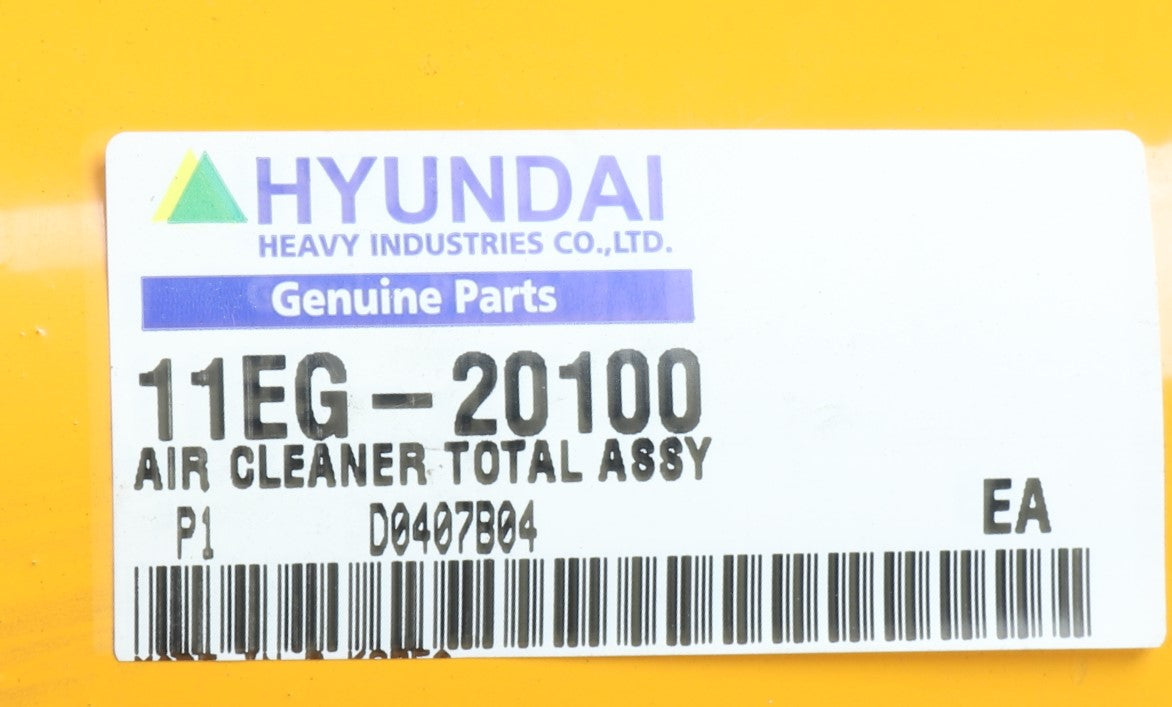 HYUNDAI
HEAVY INDUSTRIES CO.,LTD.
Genuine Parts
11EG-20100
AIR CLEANER TOTAL ASSY
P1 D0407B04 EA